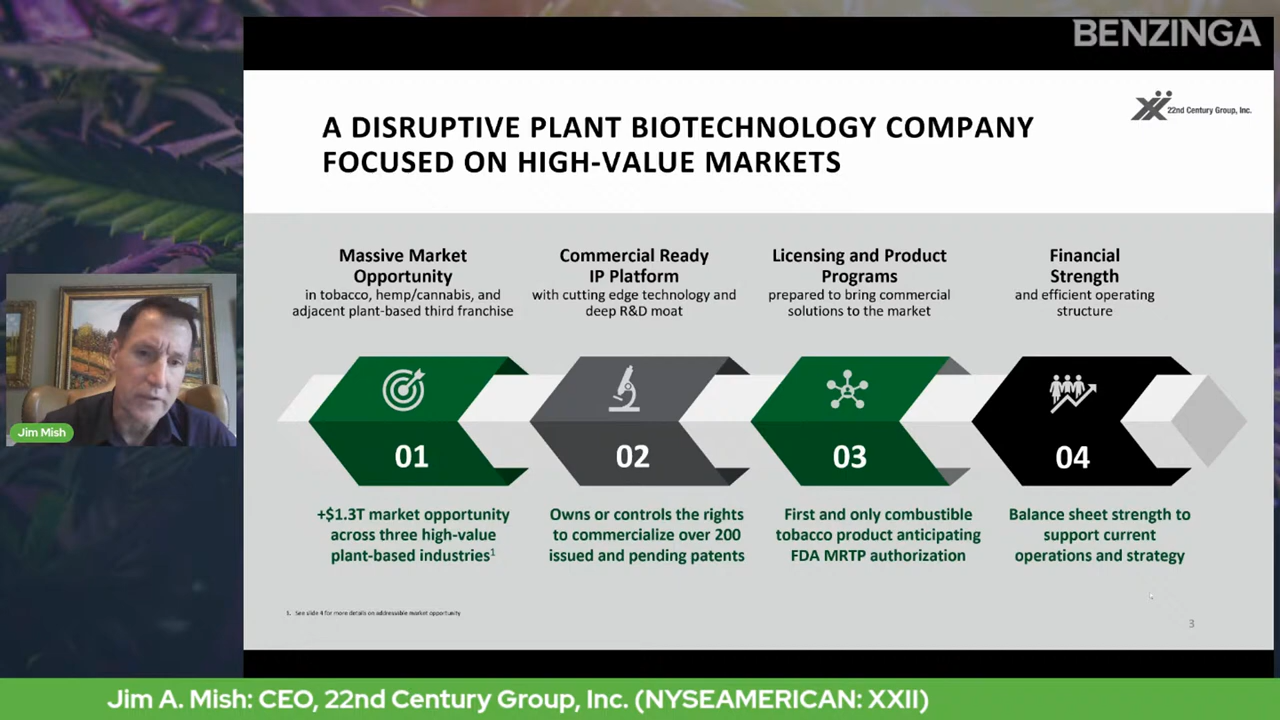 BENZINGA
22nd Century Group, Inc.
A DISRUPTIVE PLANT BIOTECHNOLOGY COMPANY
FOCUSED ON HIGH-VALUE MARKETS
Massive Market
Opportunity
in tobacco, hemp/cannabis, and
adjacent plant-based third franchise
Commercial Ready
IP Platform
with cutting edge technology and
deep R&D moat
Licensing and Product
Programs
prepared to bring commercial
solutions to the market
Financial
Strength
and efficient operating
structure
01
02
03
04
+$1.3T market opportunity
across three high-value
plant-based industries1
Owns or controls the rights
to commercialize over 200
issued and pending patents
First and only combustible
tobacco product anticipating
FDA MRTP authorization
Balance sheet strength to
support current
operations and strategy
1. See slide 4 for more details on addressable market opportunity
3
Jim Mish
Jim A. Mish: CEO, 22nd Century Group, Inc. (NYSEAMERICAN: XXII)